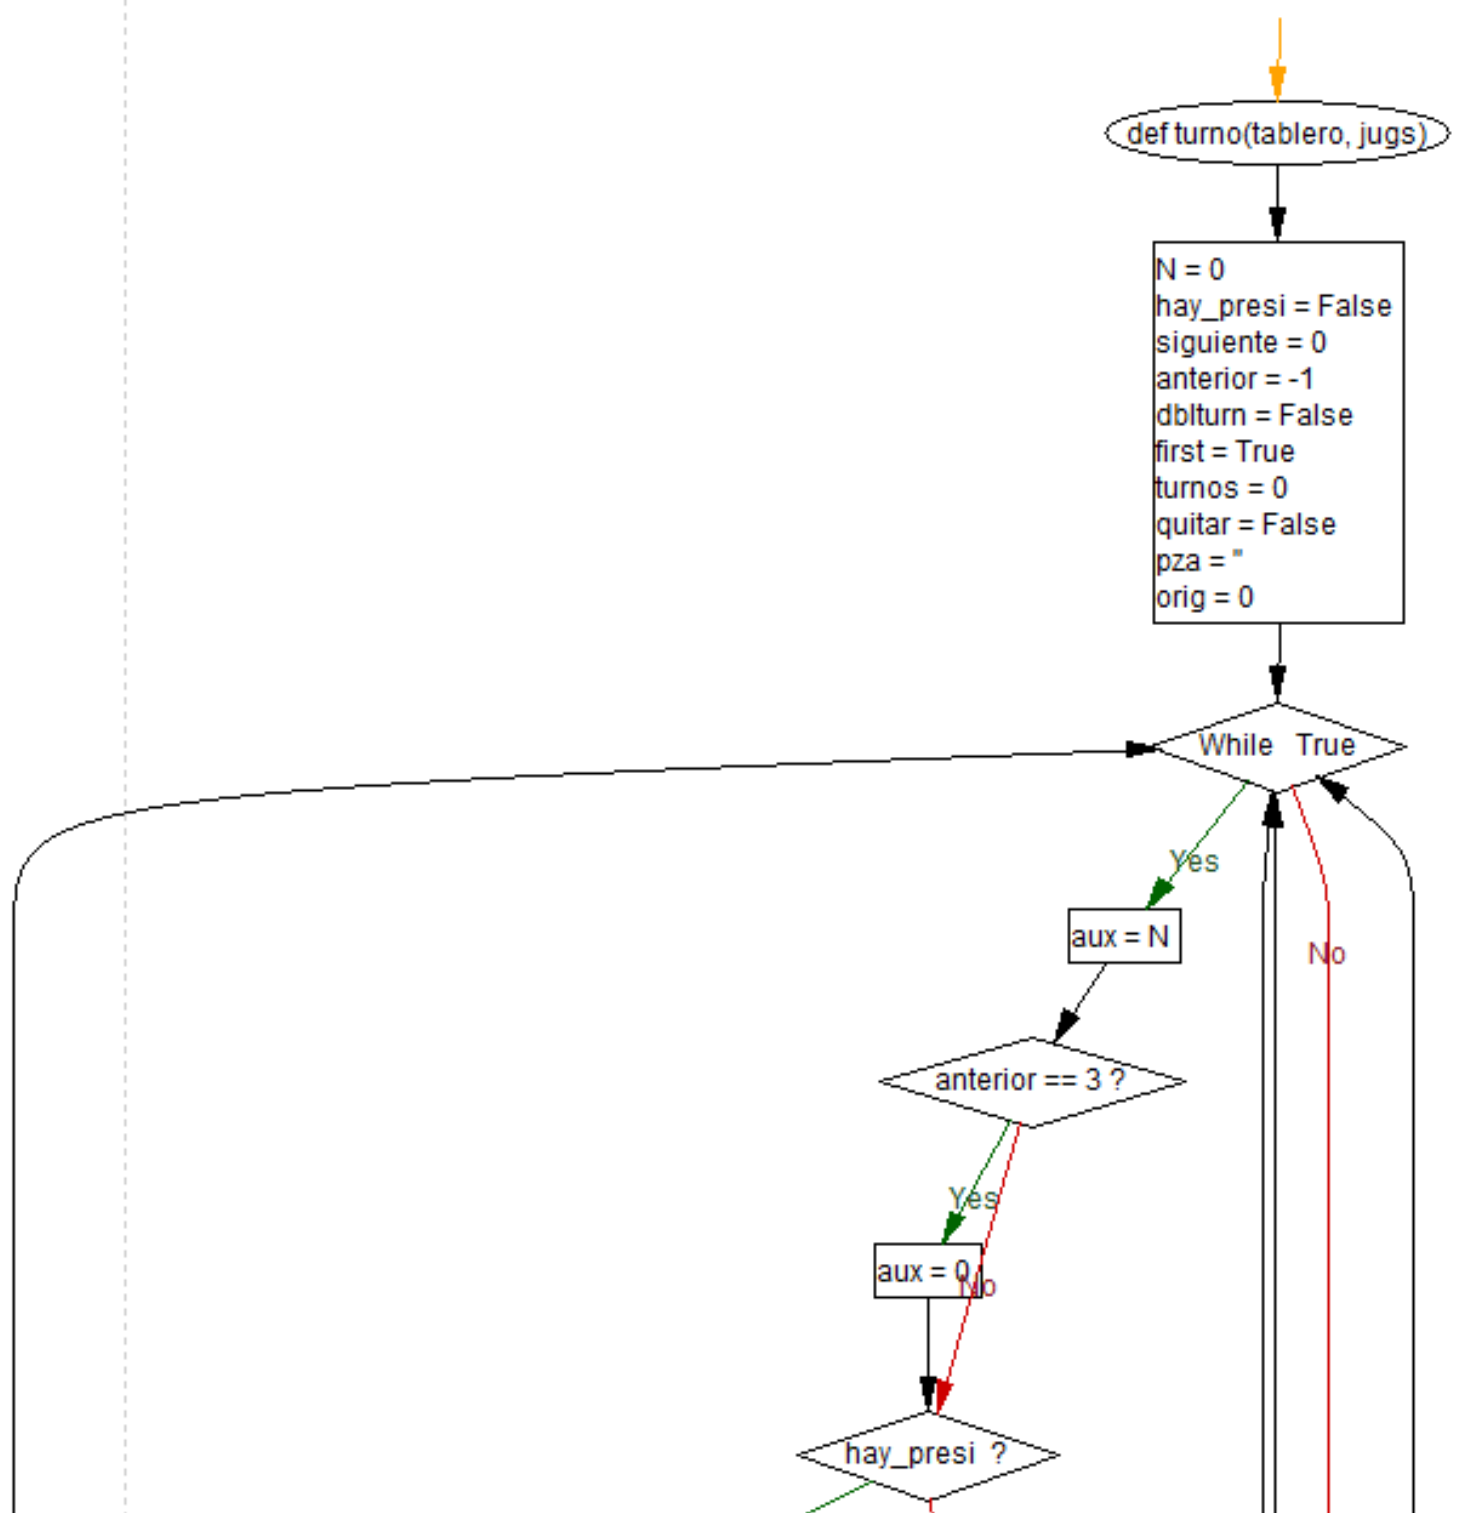 def turno(tablero, jugs)
N = 0
hay_presi = False
siguiente = 0
anterior = -1
dblturn = False
first = True
turnos = 0
quitar = False
pza = ''
orig = 0
While True
Yes
No
aux = N
anterior == 3 ?
Yes
aux = 0
No
hay_presi ?